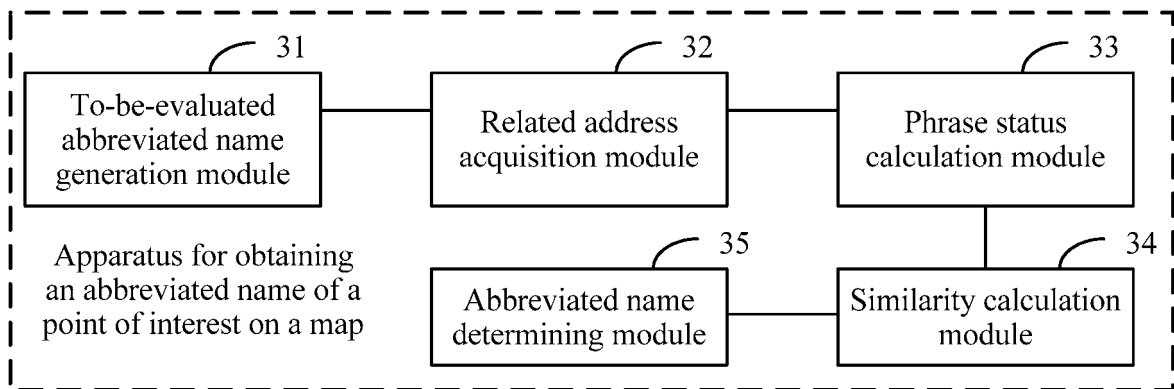 31
To-be-evaluated
abbreviated name
generation module
32
Related address
acquisition module
33
Phrase status
calculation module
Apparatus for obtaining
an abbreviated name of a
point of interest on a map
35
Abbreviated name
determining module
34
Similarity calculation
module